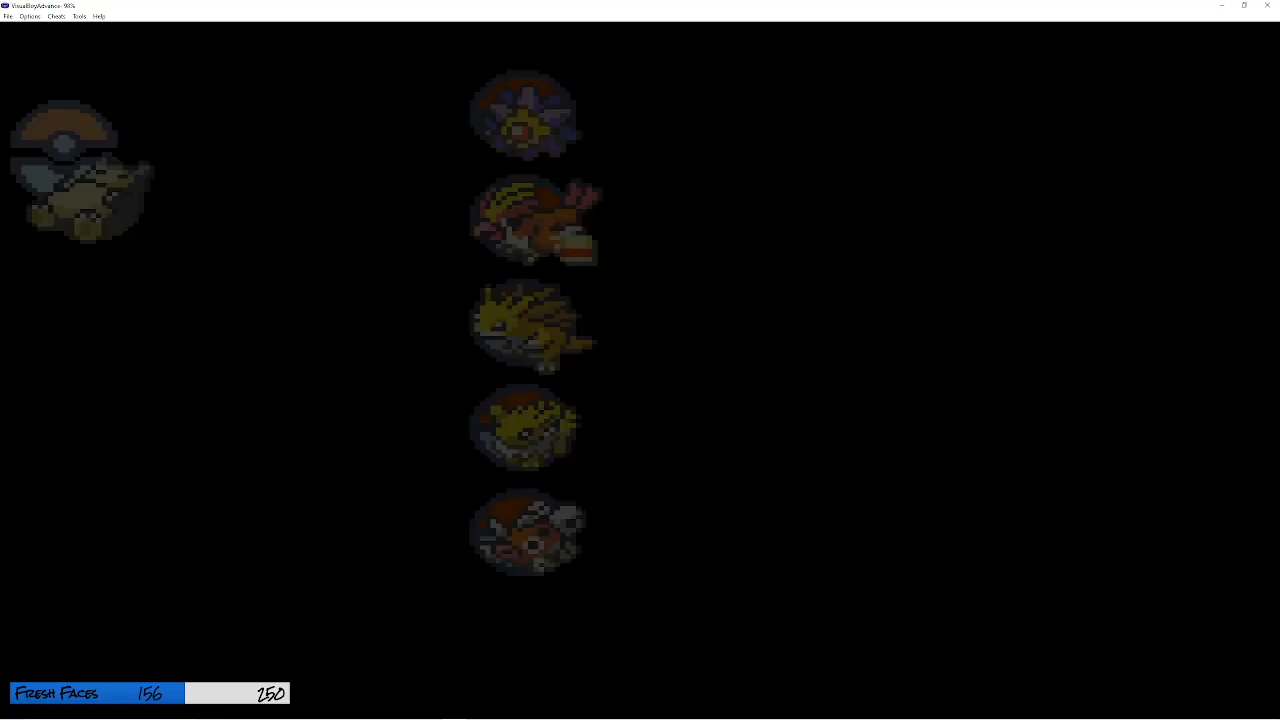 VisualBoyAdvance- 98%
File Options Cheats Tools Help
FRESH FACES 156 250